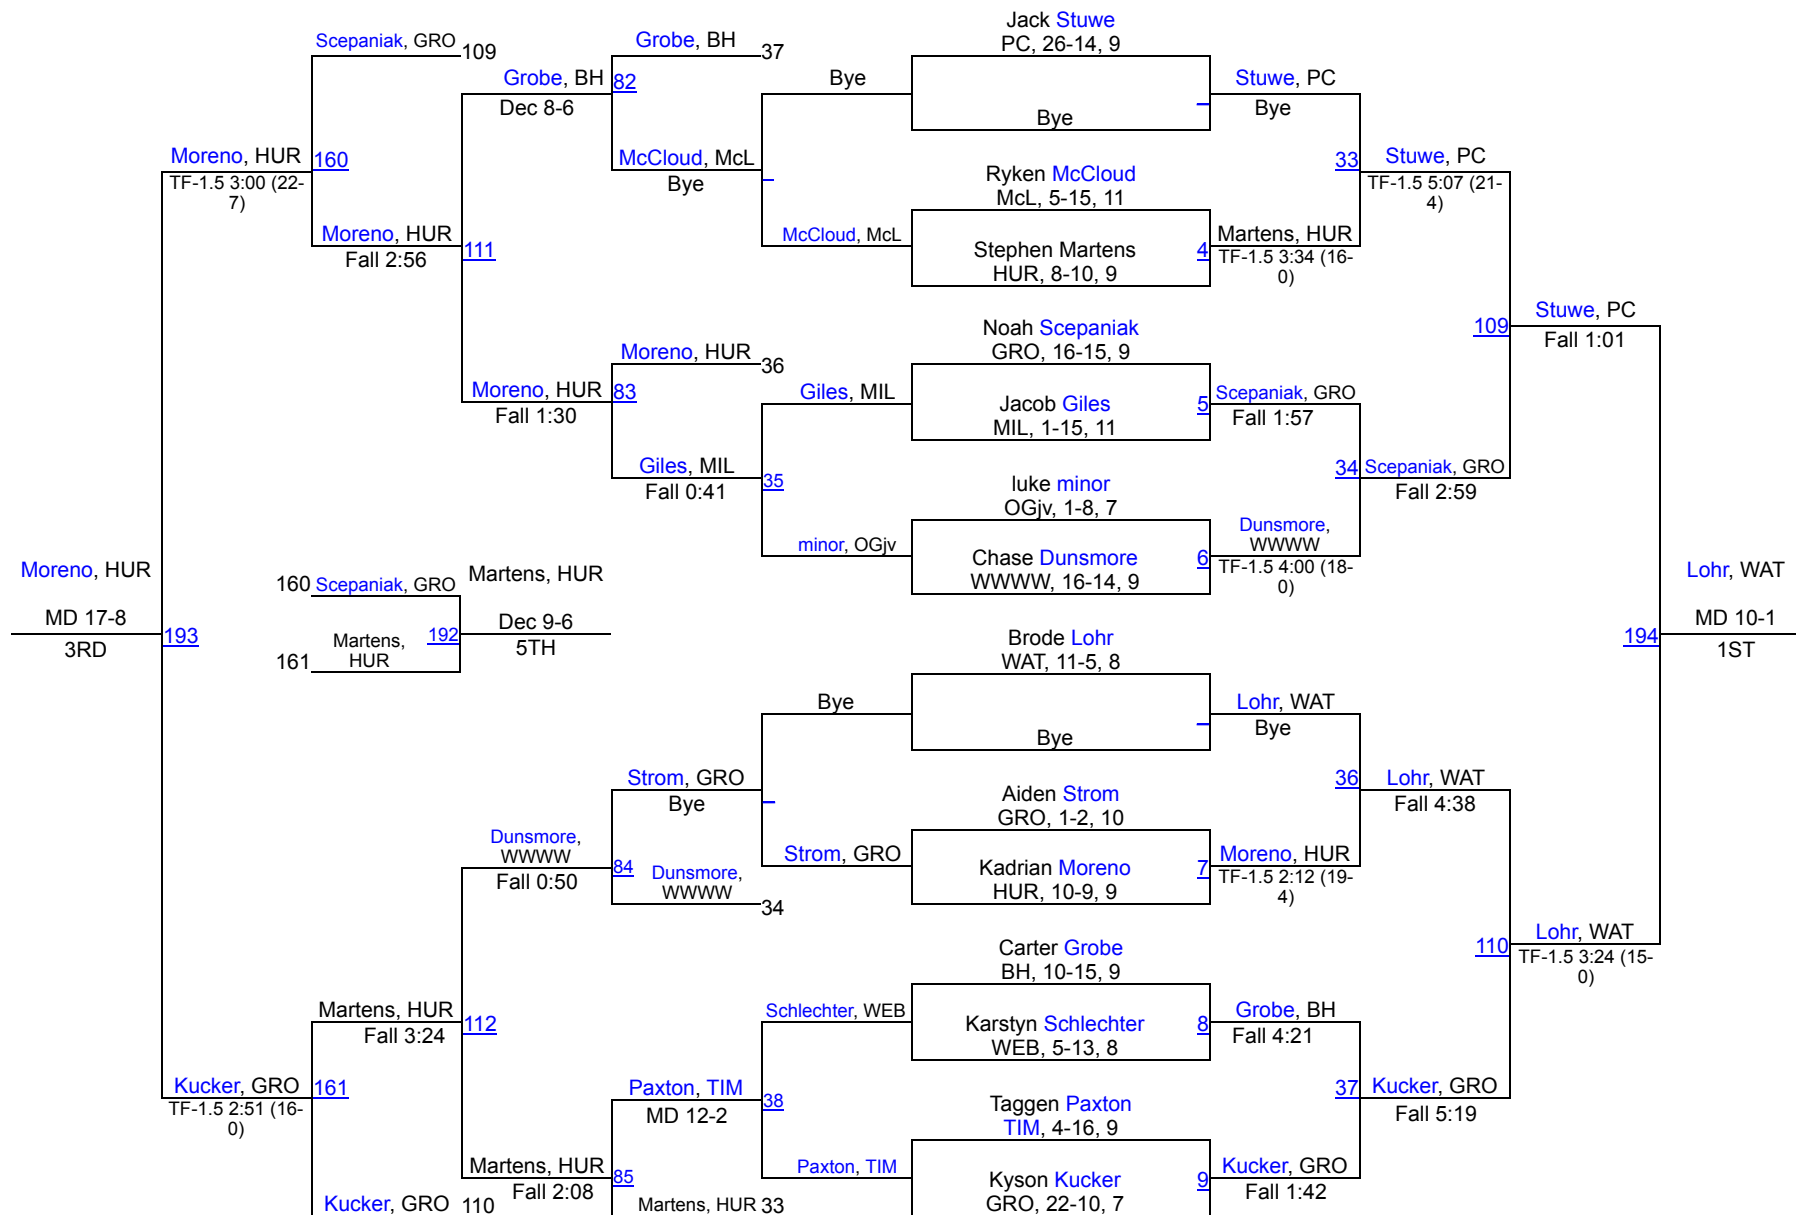 Jack Stuwe
PC, 26-14, 9
Scepaniak, GRO
109
Grobe, BH
37
Grobe, BH
82
Dec 8-6
Bye
Stuwe, PC
Bye
Bye
Moreno, HUR
160
TF-1.5 3:00 (22-
7)
McCloud, McL
Bye
Ryken McCloud
McL, 5-15, 11
33
Stuwe, PC
TF-1.5 5:07 (21-
4)
Moreno, HUR
111
Fall 2:56
McCloud, McL
Stephen Martens
HUR, 8-10, 9
4
Martens, HUR
TF-1.5 3:34 (16-
0)
Noah Scepaniak
GRO, 16-15, 9
109
Stuwe, PC
Fall 1:01
Moreno, HUR
36
Moreno, HUR
83
Fall 1:30
Giles, MIL
Jacob Giles
MIL, 1-15, 11
5
Scepaniak, GRO
Fall 1:57
Giles, MIL
Fall 0:41
35
luke minor
OGjv, 1-8, 7
34
Scepaniak, GRO
Fall 2:59
minor, OGjv
Chase Dunsmore
WWWW, 16-14, 9
6
Dunsmore,
WWWW
TF-1.5 4:00 (18-
0)
Moreno, HUR
MD 17-8
3RD
193
160
Scepaniak, GRO
Martens, HUR
161
Martens,
HUR
192
Dec 9-6
5TH
Lohr, WAT
MD 10-1
1ST
194
Brode Lohr
WAT, 11-5, 8
Bye
Bye
Lohr, WAT
Bye
Strom, GRO
Bye
Aiden Strom
GRO, 1-2, 10
36
Lohr, WAT
Fall 4:38
Dunsmore,
WWWW
Fall 0:50
84
Dunsmore,
WWWW
34
Strom, GRO
Kadrian Moreno
HUR, 10-9, 9
7
Moreno, HUR
TF-1.5 2:12 (19-
4)
Carter Grobe
BH, 10-15, 9
110
Lohr, WAT
TF-1.5 3:24 (15-
0)
Martens, HUR
112
Fall 3:24
Schlechter, WEB
Karstyn Schlechter
WEB, 5-13, 8
8
Grobe, BH
Fall 4:21
Kucker, GRO
161
TF-1.5 2:51 (16-
0)
Paxton, TIM
MD 12-2
38
Taggen Paxton
TIM, 4-16, 9
37
Kucker, GRO
Fall 5:19
Martens, HUR
85
Fall 2:08
Paxton, TIM
Kyson Kucker
GRO, 22-10, 7
9
Kucker, GRO
Fall 1:42
Kucker, GRO
110
Martens, HUR
33